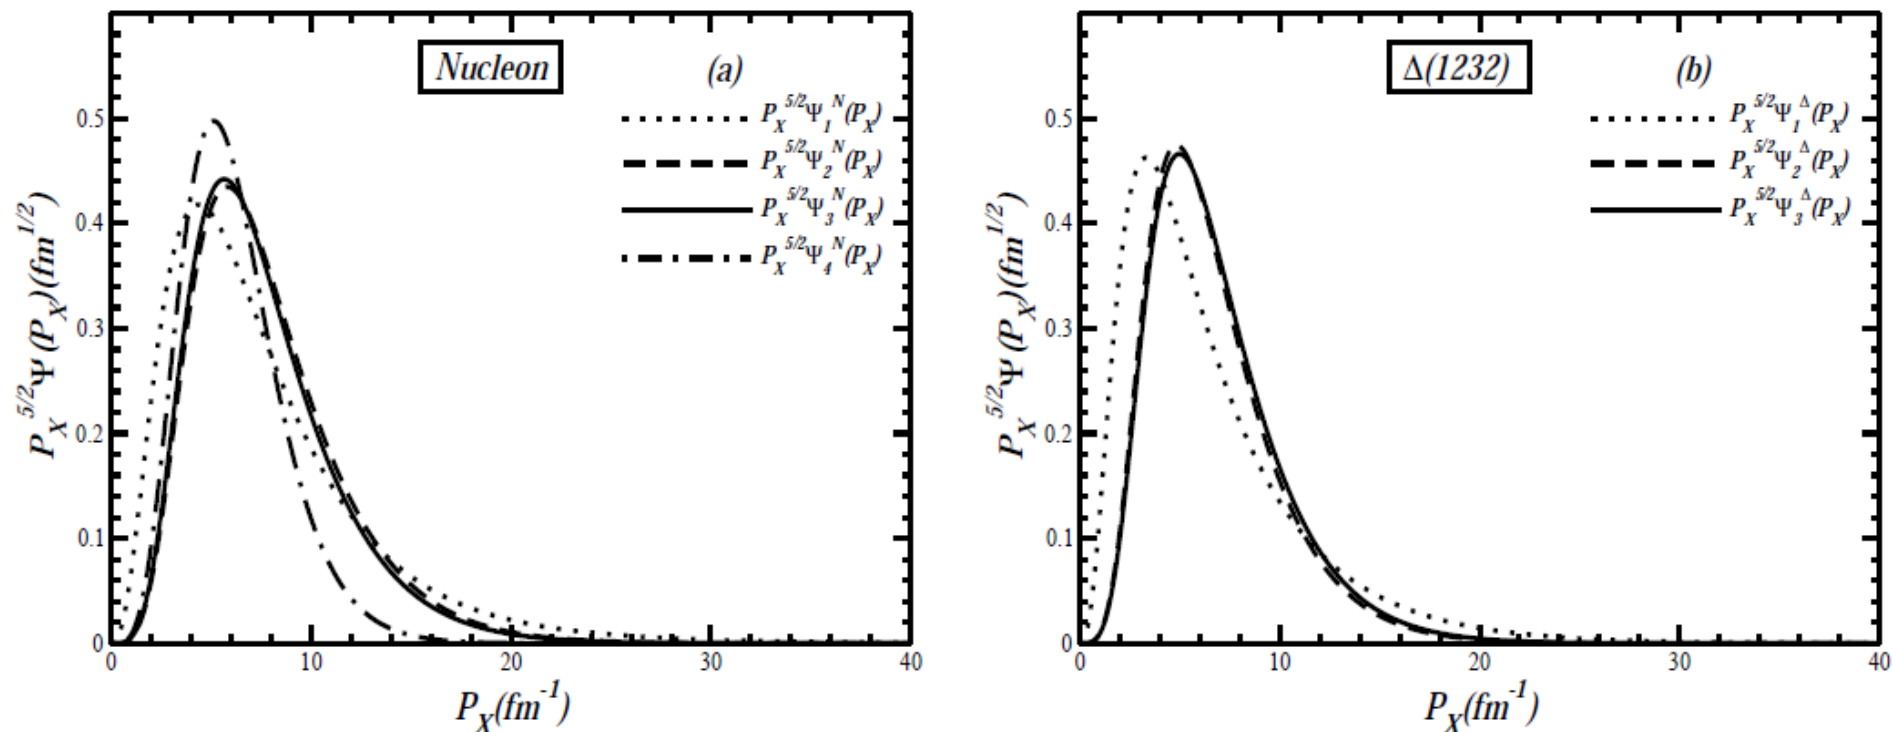 Nucleon
(a)
P_X^{5/2}Ψ_1^N(P_X)
P_X^{5/2}Ψ_2^N(P_X)
P_X^{5/2}Ψ_3^N(P_X)
P_X^{5/2}Ψ_4^N(P_X)
P_X^{5/2}Ψ(P_X)(fm^{1/2})
0.5
0.4
0.3
0.2
0.1
0
0 10 20 30 40
P_X(fm^{-1})
Δ(1232)
(b)
P_X^{5/2}Ψ_1^Δ(P_X)
P_X^{5/2}Ψ_2^Δ(P_X)
P_X^{5/2}Ψ_3^Δ(P_X)
P_X^{5/2}Ψ(P_X)(fm^{1/2})
0.5
0.4
0.3
0.2
0.1
0
0 10 20 30 40
P_X(fm^{-1})